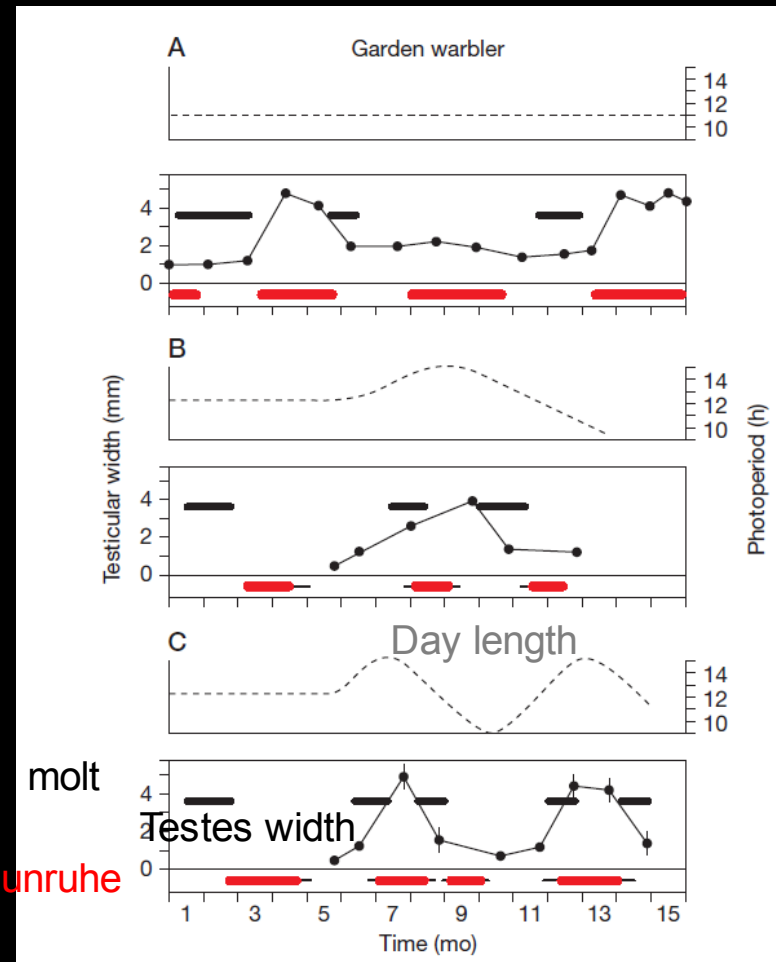 A
Garden warbler
14
12
10
4
2
0
B
14
12
10
Testicular width (mm)
Photoperiod (h)
4
2
0
C
Day length
14
12
10
molt
4
Testes width
2
unruhe
0
1 3 5 7 9 11 13 15
Time (mo)